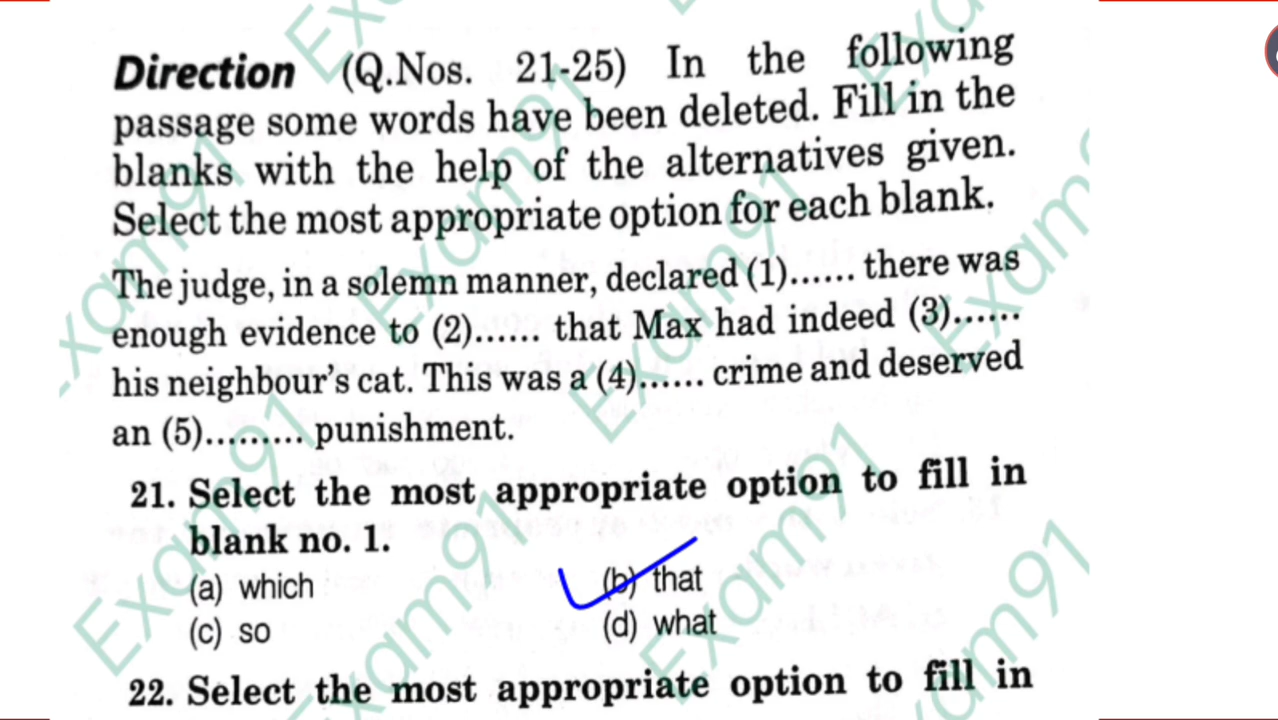 Direction (Q.Nos. 21-25) In the following
passage some words have been deleted. Fill in the
blanks with the help of the alternatives given.
Select the most appropriate option for each blank.
The judge, in a solemn manner, declared (1)...... there was
enough evidence to (2)...... that Max had indeed (3)......
his neighbour's cat. This was a (4)...... crime and deserved
an (5)......... punishment.
21. Select the most appropriate option to fill in
blank no. 1.
(a) which (b) that
(c) so (d) what
22. Select the most appropriate option to fill in
Exam91